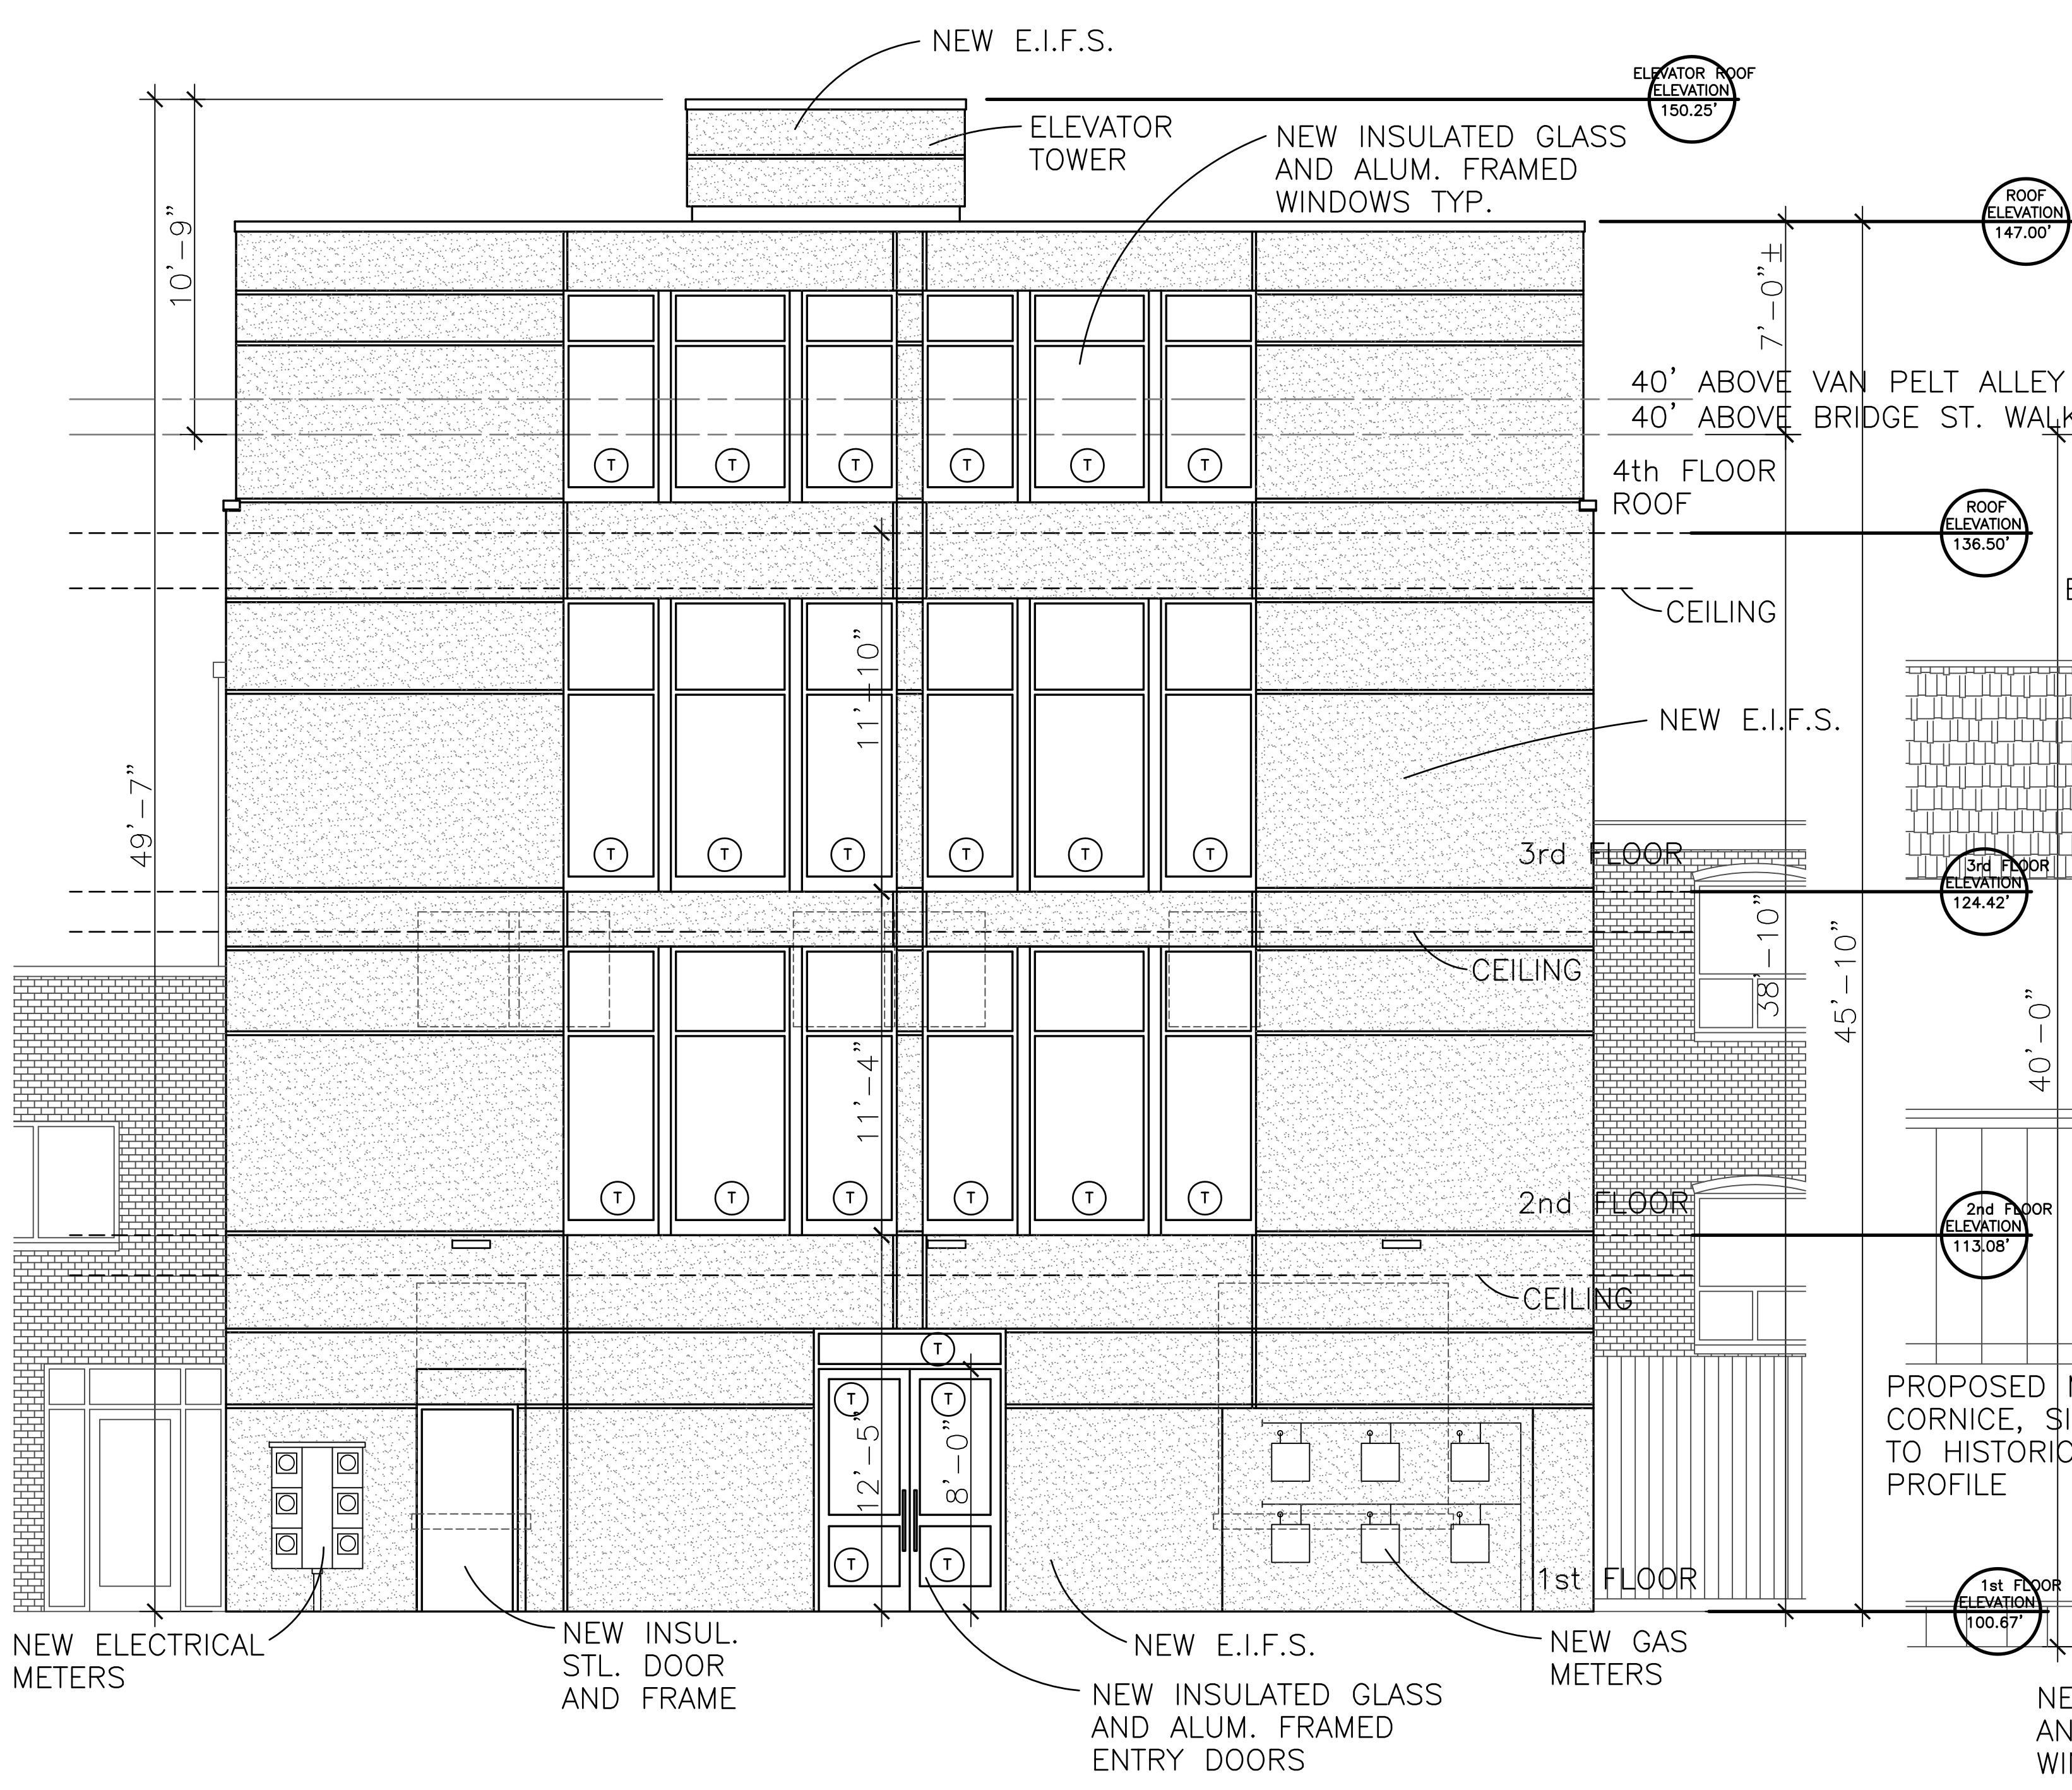 NEW E.I.F.S.
ELEVATOR ROOF
ELEVATION
150.25'
ELEVATOR
TOWER
NEW INSULATED GLASS
AND ALUM. FRAMED
WINDOWS TYP.
ROOF
ELEVATION
147.00'
10'-9"
7'-0"±
40' ABOVE VAN PELT ALLEY
40' ABOVE BRIDGE ST.
T T T T T T
4th FLOOR
ROOF
ROOF
ELEVATION
136.50'
CEILING
11'-10"
NEW E.I.F.S.
49'-7"
T T T T T T
3rd FLOOR
3rd FLOOR
ELEVATION
124.42'
38'-10"
45'-10"
40'-0"
CEILING
11'-4"
T T T T T T
2nd FLOOR
2nd FLOOR
ELEVATION
113.08'
CEILING
T
T T
12'-5"
8'-0"
T T
PROPOSED
CORNICE,
TO HISTORIC
PROFILE
1st FLOOR
1st FLOOR
ELEVATION
100.67'
NEW ELECTRICAL
METERS
NEW INSUL.
STL. DOOR
AND FRAME
NEW E.I.F.S.
NEW INSULATED GLASS
AND ALUM. FRAMED
ENTRY DOORS
NEW GAS
METERS